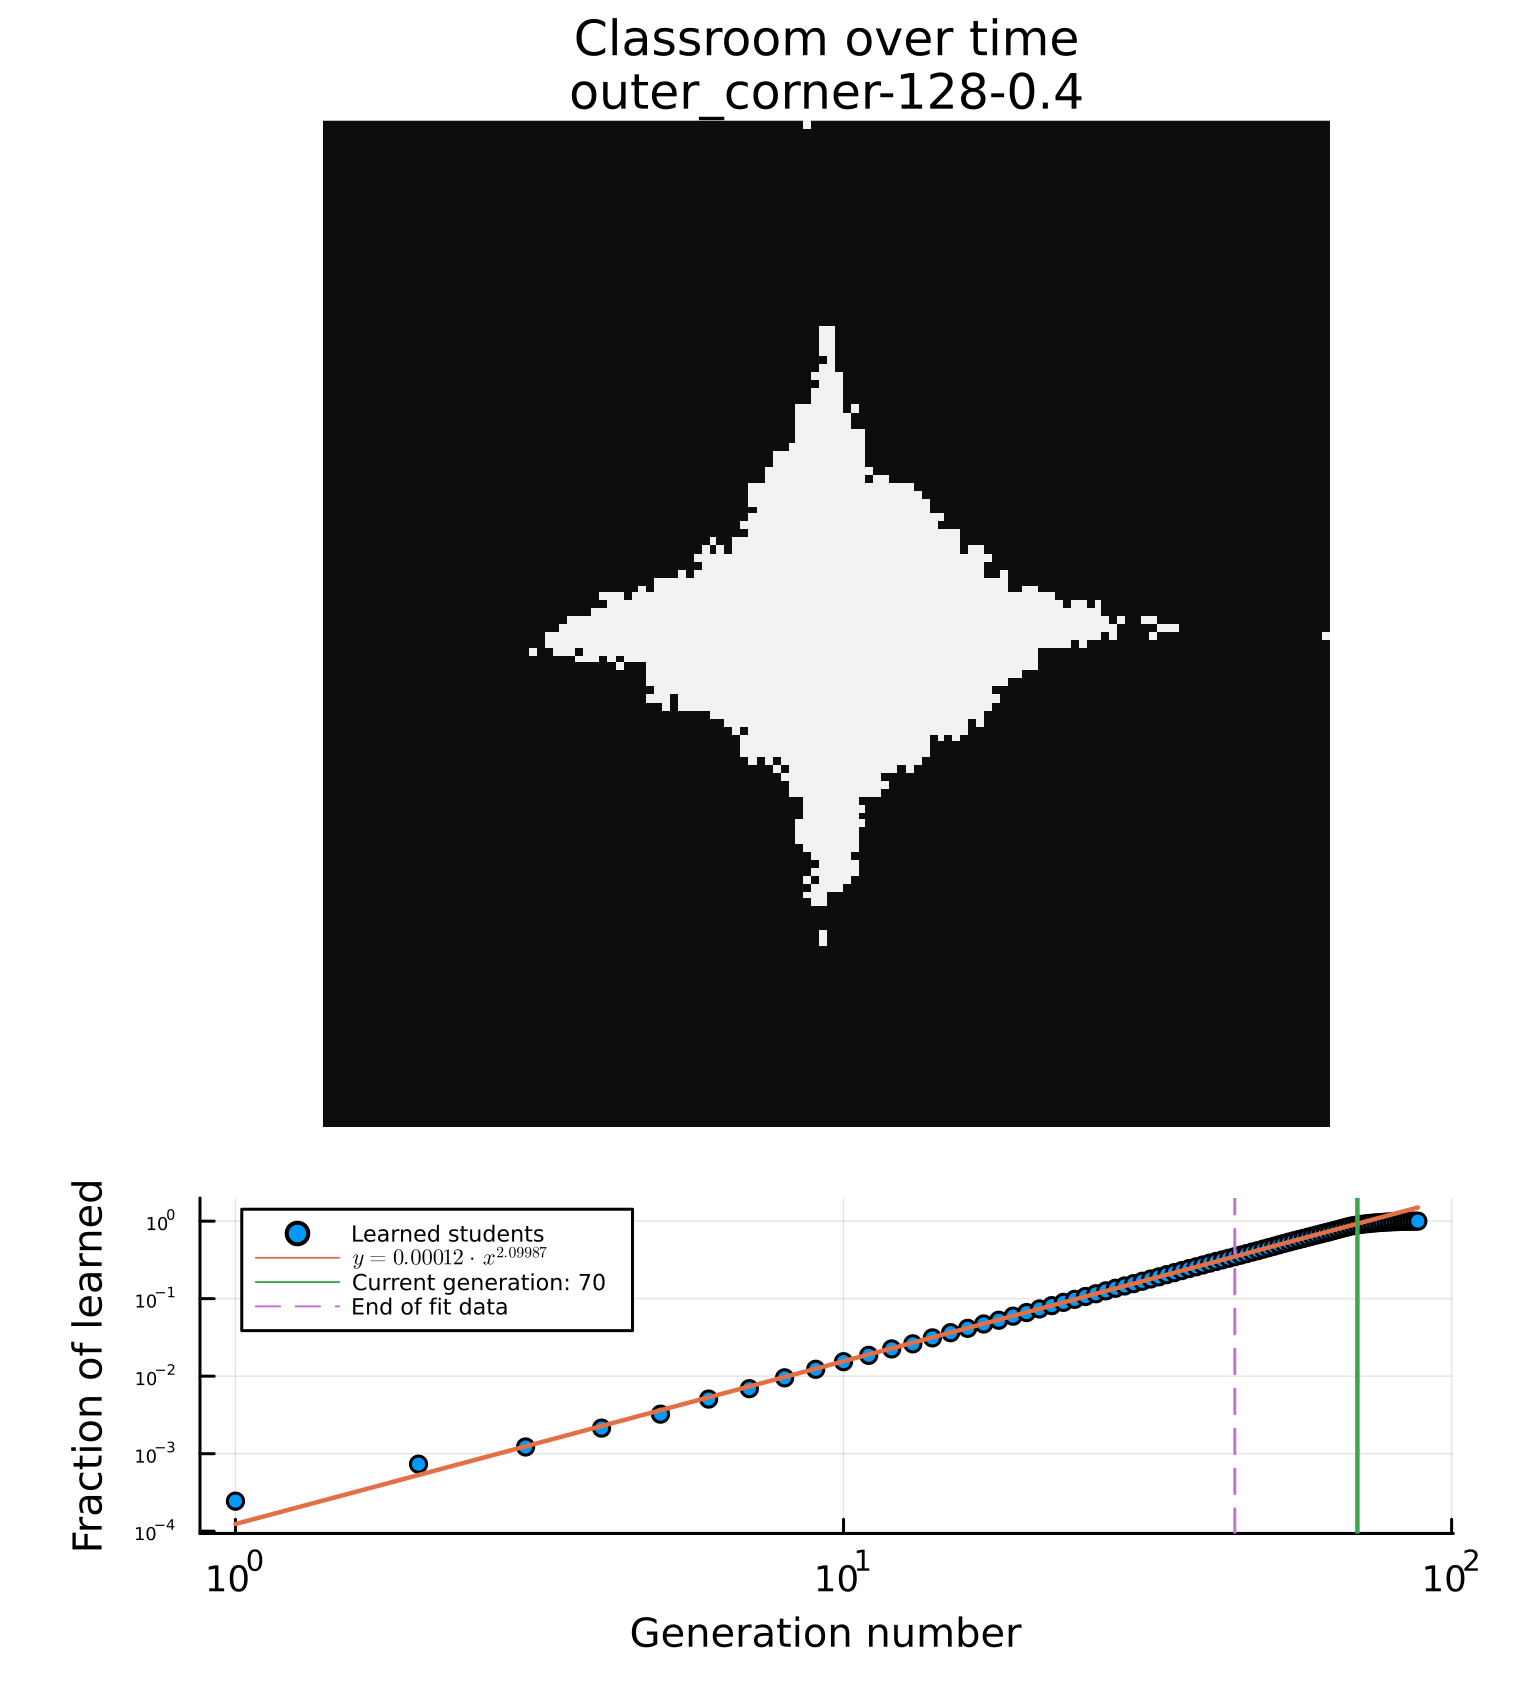 Classroom over time
outer_corner-128-0.4
Fraction of learned
10^0
10^−1
10^−2
10^−3
10^−4
Learned students
y = 0.00012 · x^2.09987
Current generation: 70
End of fit data
10^0 10^1 10^2
Generation number